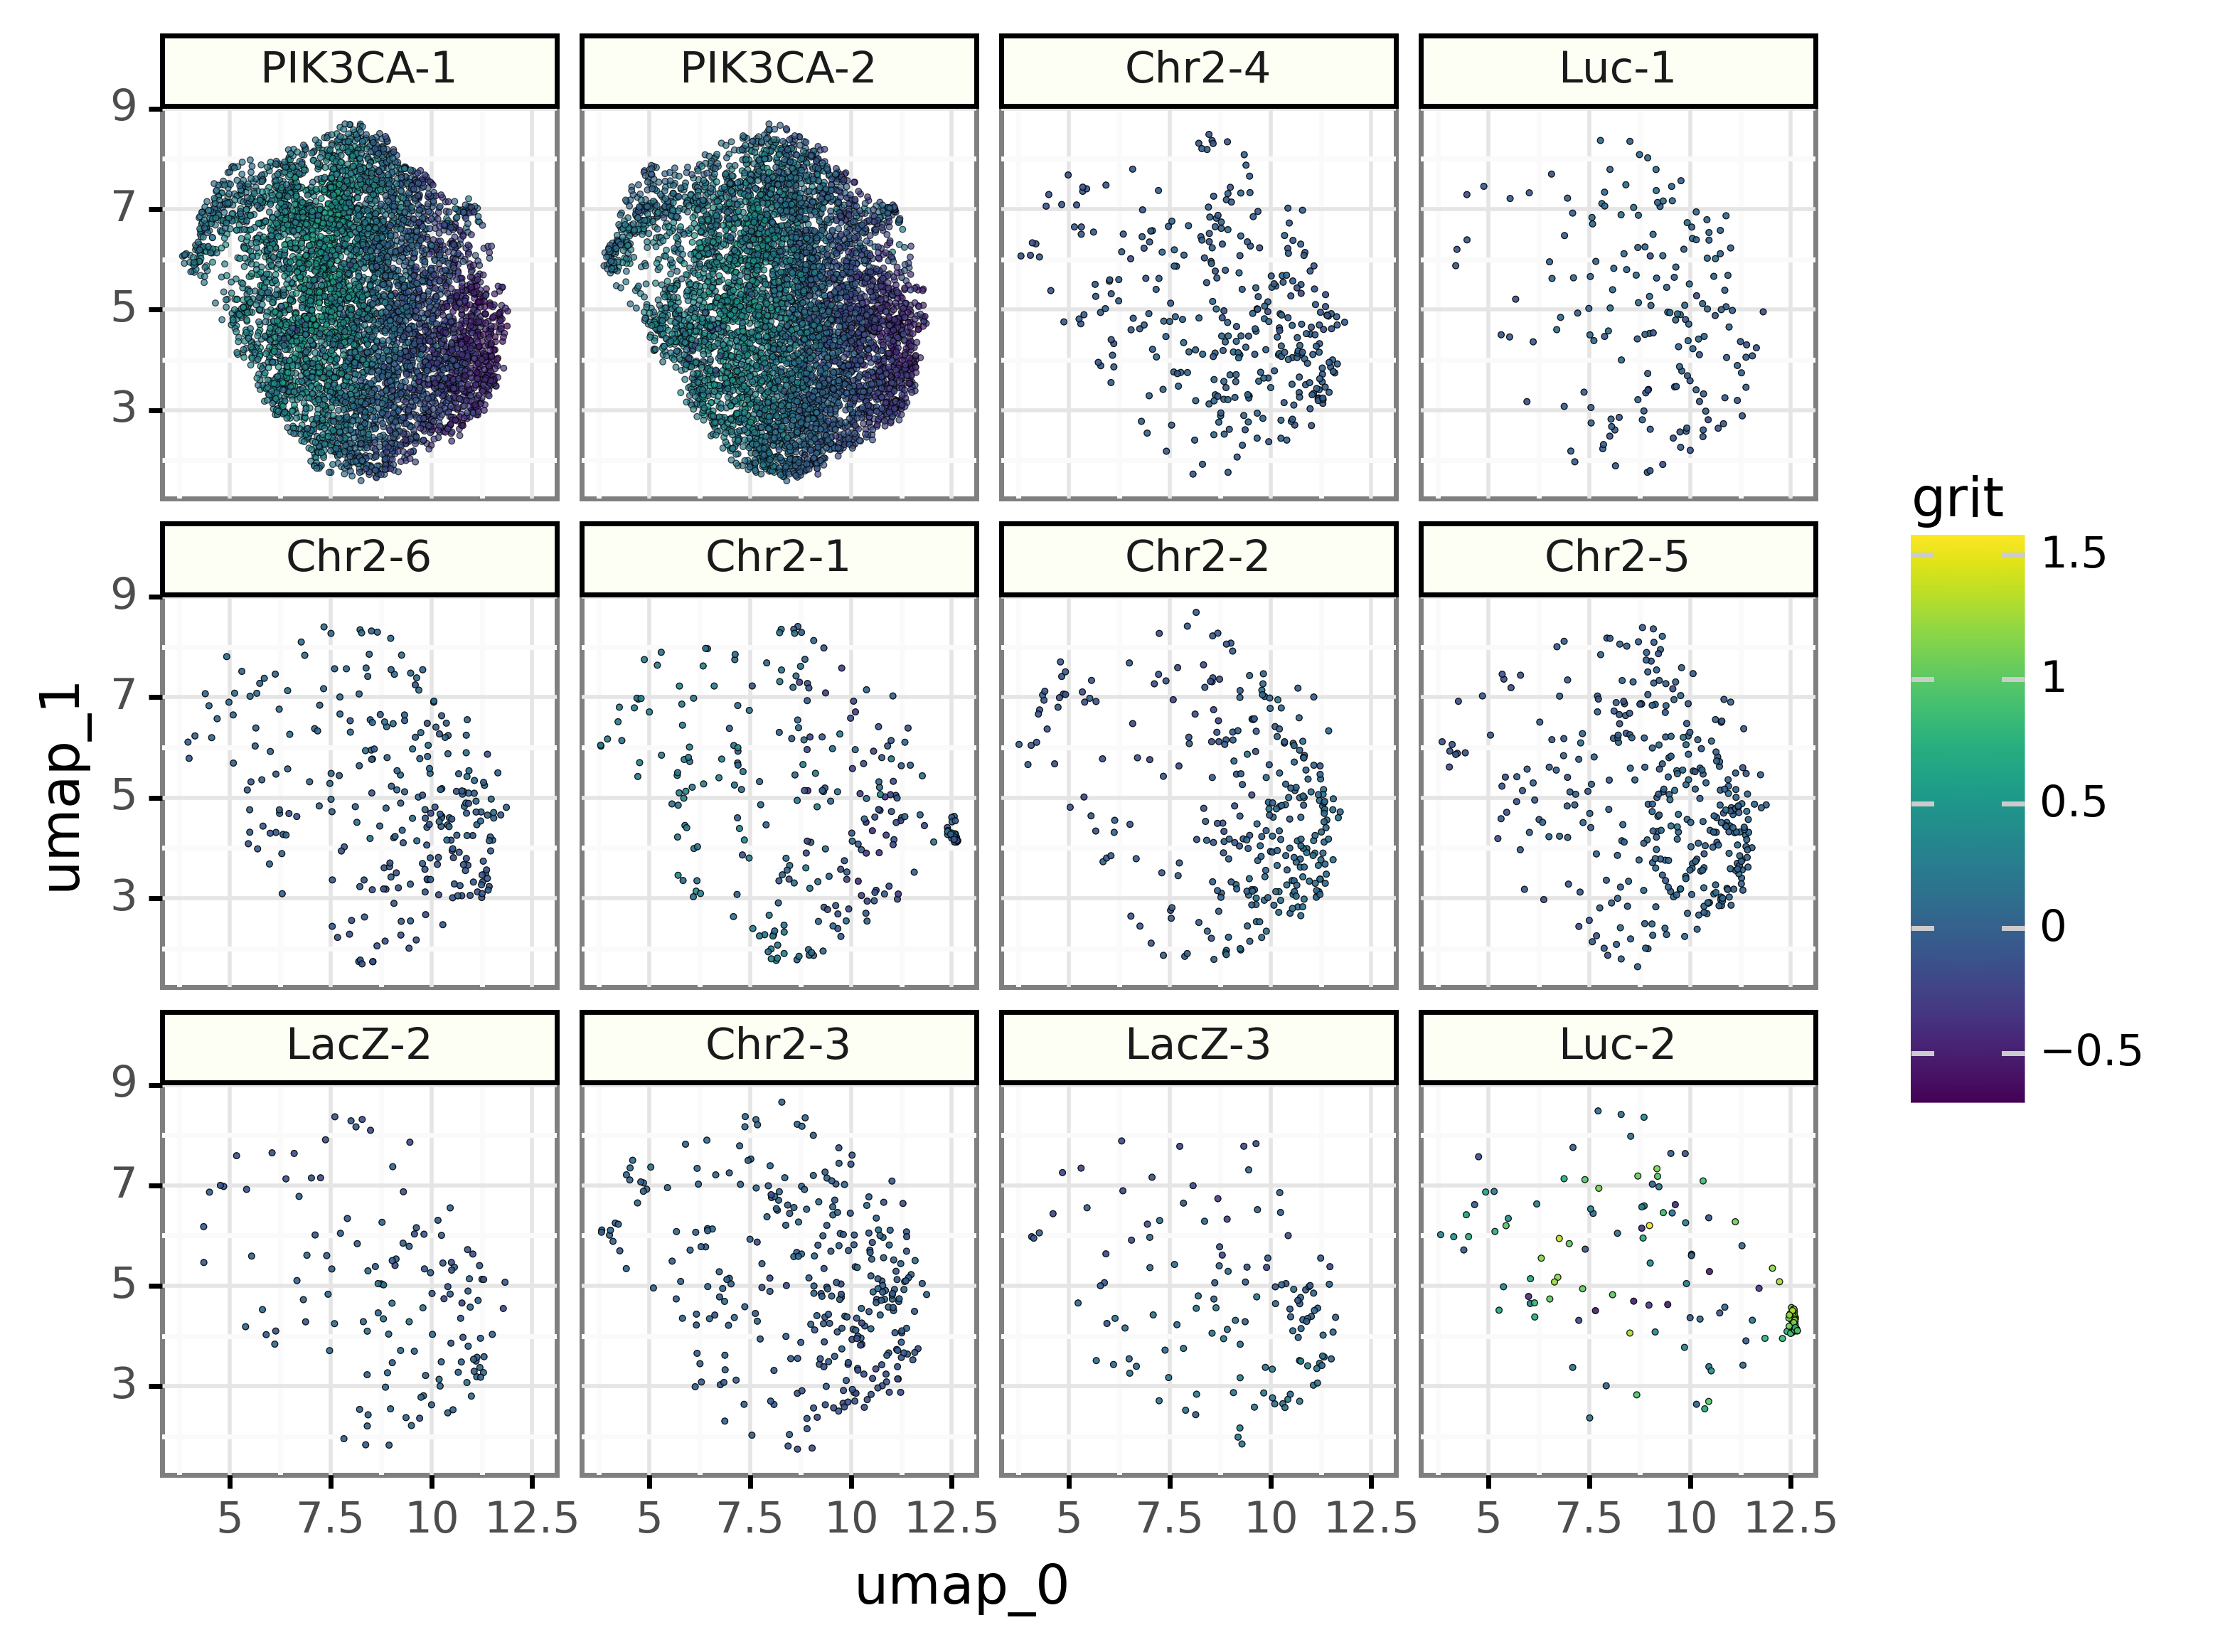 PIK3CA-1 PIK3CA-2 Chr2-4 Luc-1
9
7
5
3
Chr2-6 Chr2-1 Chr2-2 Chr2-5
9
7
5
3
LacZ-2 Chr2-3 LacZ-3 Luc-2
9
7
5
3
5 7.5 10 12.5 5 7.5 10 12.5 5 7.5 10 12.5 5 7.5 10 12.5
umap_0
umap_1
grit
1.5
1
0.5
0
−0.5